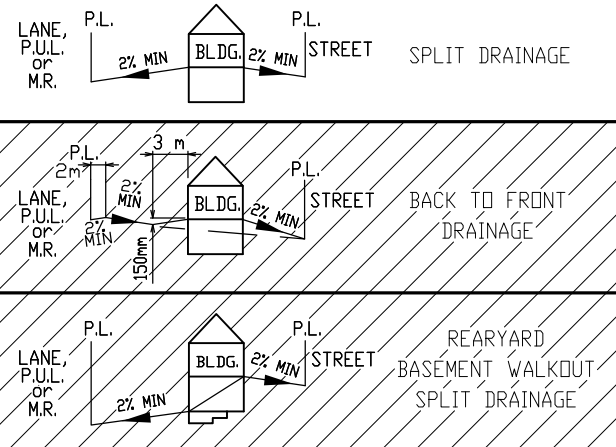 P.L.
P.L.
LANE,
P.U.L.
or
M.R.
2% MIN
BLDG.
2% MIN
STREET
SPLIT DRAINAGE
3 m
P.L.
2m
P.L.
2%
MIN
LANE,
P.U.L.
or
M.R.
2%
MIN
150mm
BLDG.
2% MIN
STREET
BACK TO FRONT
DRAINAGE
P.L.
P.L.
LANE,
P.U.L.
or
M.R.
2% MIN
BLDG.
2% MIN
STREET
REARYARD
BASEMENT WALKOUT
SPLIT DRAINAGE